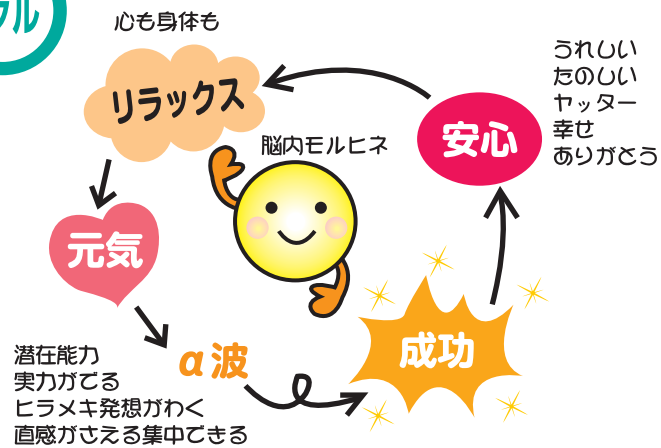 心も身体も
リラックス
脳内モルヒネ
安心
うれしい
たのしい
ヤッター
幸せ
ありがとう
元気
α波
成功
潜在能力
実力がでる
ヒラメキ発想がわく
直感がさえる集中できる